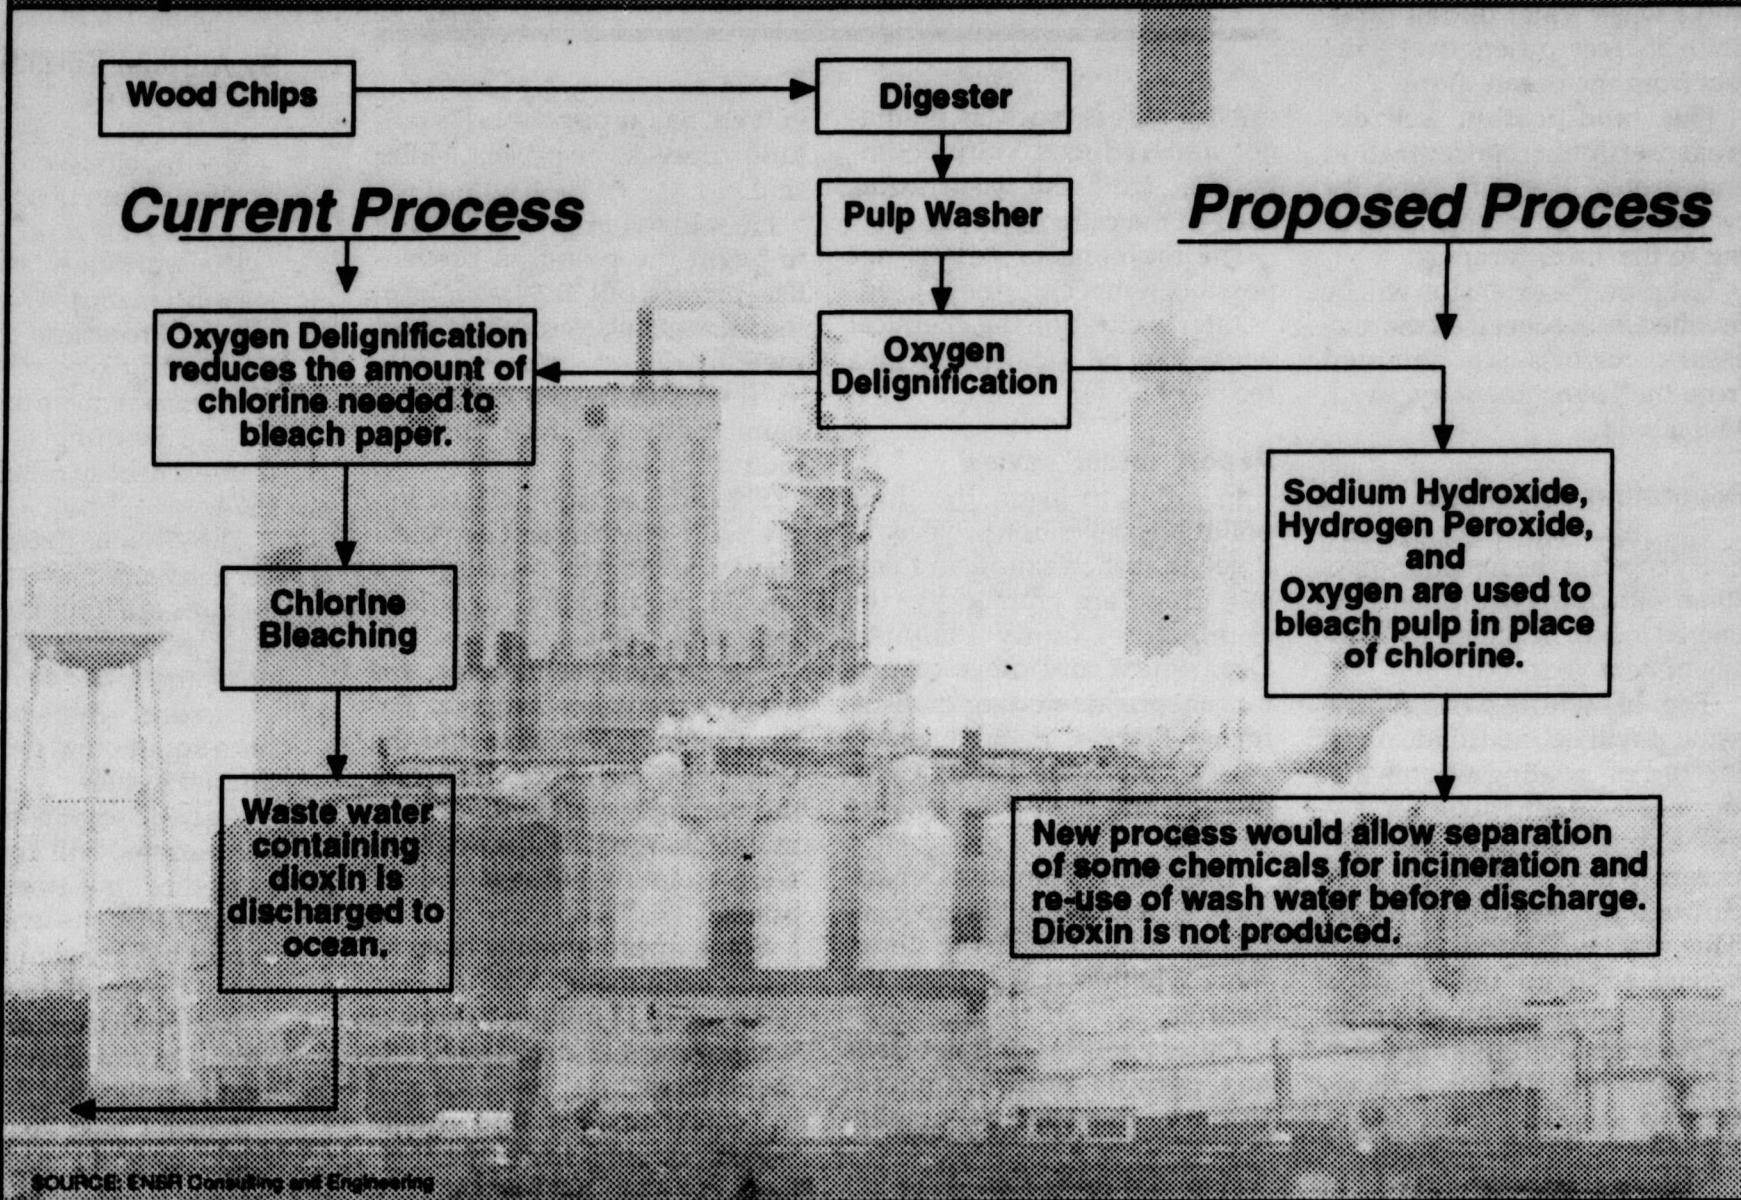 Wood Chips
Digester
Current Process
Pulp Washer
Proposed Process
Oxygen Delignification
reduces the amount of
chlorine needed to
bleach paper.
Oxygen
Delignification
Sodium Hydroxide,
Hydrogen Peroxide,
and
Oxygen are used to
bleach pulp in place
of chlorine.
Chlorine
Bleaching
Waste water
containing
dioxin is
discharged to
ocean.
New process would allow separation
of some chemicals for incineration and
re-use of wash water before discharge.
Dioxin is not produced.
SOURCE: ENSR Consulting and Engineering